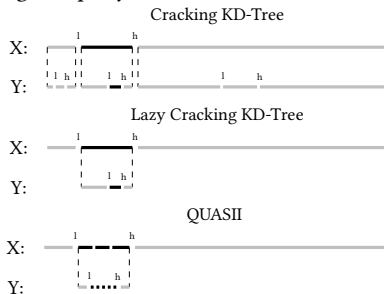 Cracking KD-Tree
l h
X:
l h l h l h
Y:
Lazy Cracking KD-Tree
l h
X:
l h
Y:
QUASII
l h
X:
l h
Y: